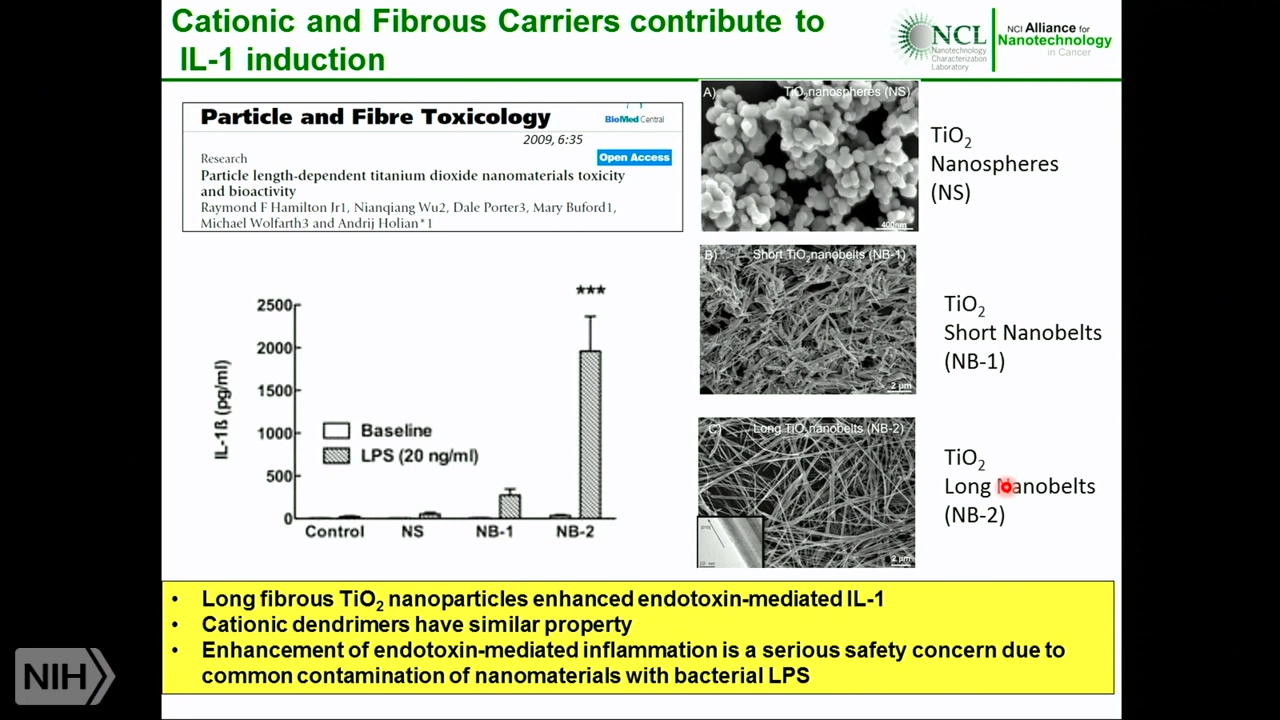 Cationic and Fibrous Carriers contribute to
IL-1 induction
NCL
Nanotechnology
Characterization
Laboratory
NCI Alliance for
Nanotechnology
in Cancer
Particle and Fibre Toxicology
BioMed Central
2009, 6:35
Research
Open Access
Particle length-dependent titanium dioxide nanomaterials toxicity
and bioactivity
Raymond F Hamilton Jr1, Nianqiang Wu2, Dale Porter3, Mary Buford1,
Michael Wolfarth3 and Andrij Holian*1
A) TiO2 nanospheres (NS)
400nm
TiO2
Nanospheres
(NS)
B) Short TiO2 nanobelts (NB-1)
2 µm
TiO2
Short Nanobelts
(NB-1)
C) Long TiO2 nanobelts (NB-2)
2 µm
TiO2
Long Nanobelts
(NB-2)
***
2500
2000
1500
1000
500
0
IL-1ß (pg/ml)
Baseline
LPS (20 ng/ml)
Control NS NB-1 NB-2
• Long fibrous TiO2 nanoparticles enhanced endotoxin-mediated IL-1
• Cationic dendrimers have similar property
• Enhancement of endotoxin-mediated inflammation is a serious safety concern due to
common contamination of nanomaterials with bacterial LPS
NIH